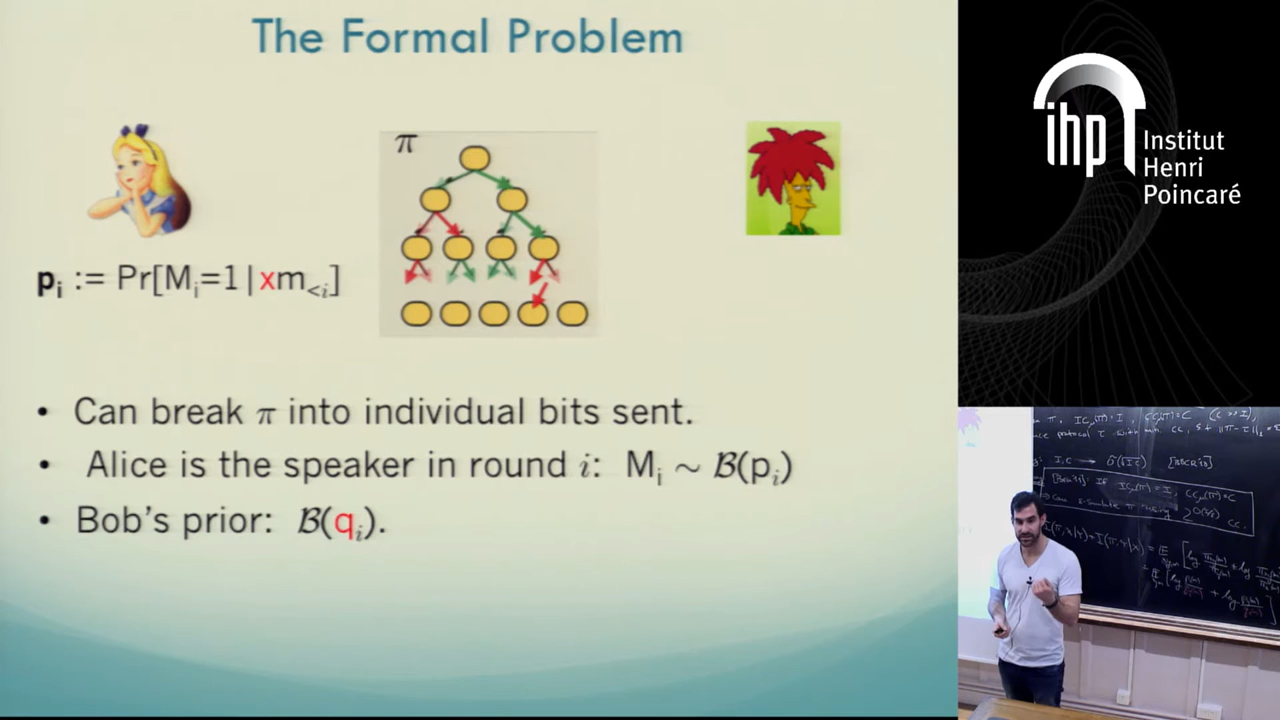 The Formal Problem
π
pᵢ := Pr[Mᵢ=1|xm<ᵢ]
• Can break π into individual bits sent.
• Alice is the speaker in round i: Mᵢ ~ B(pᵢ)
• Bob's prior: B(qᵢ).
ihp Institut
Henri
Poincaré